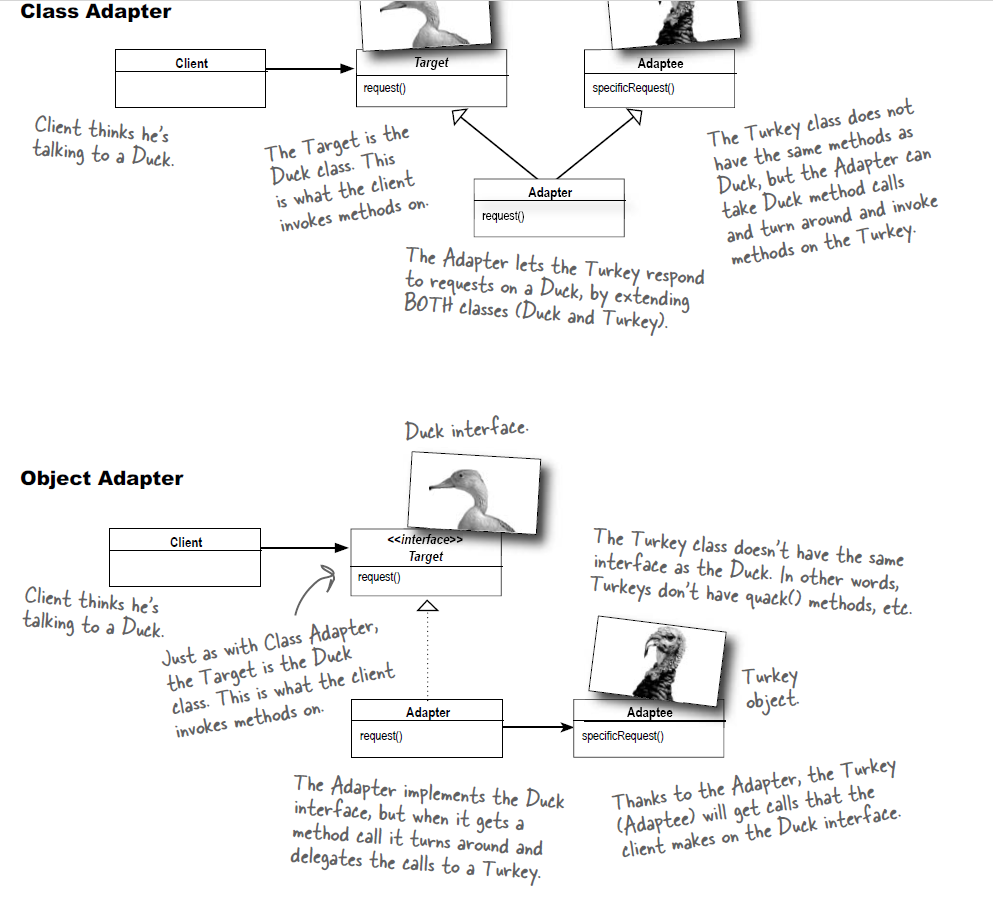 Class Adapter
Client
Target
request()
Adaptee
specificRequest()
Client thinks he's
talking to a Duck.
The Target is the
Duck class. This
is what the client
invokes methods on.
Adapter
request()
The Turkey class does not
have the same methods as
Duck, but the Adapter can
take Duck method calls
and turn around and invoke
methods on the Turkey.
The Adapter lets the Turkey respond
to requests on a Duck, by extending
BOTH classes (Duck and Turkey).
Duck interface.
Object Adapter
Client
<<interface>>
Target
request()
The Turkey class doesn't have the same
interface as the Duck. In other words,
Turkeys don't have quack() methods, etc.
Client thinks he's
talking to a Duck.
Just as with Class Adapter,
the Target is the Duck
class. This is what the client
invokes methods on.
Adapter
request()
Adaptee
specificRequest()
Turkey
object.
The Adapter implements the Duck
interface, but when it gets a
method call it turns around and
delegates the calls to a Turkey.
Thanks to the Adapter, the Turkey
(Adaptee) will get calls that the
client makes on the Duck interface.